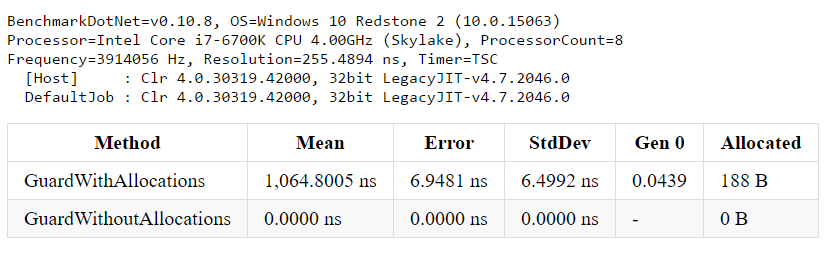 BenchmarkDotNet=v0.10.8, OS=Windows 10 Redstone 2 (10.0.15063)
Processor=Intel Core i7-6700K CPU 4.00GHz (Skylake), ProcessorCount=8
Frequency=3914056 Hz, Resolution=255.4894 ns, Timer=TSC
[Host]     : Clr 4.0.30319.42000, 32bit LegacyJIT-v4.7.2046.0
DefaultJob : Clr 4.0.30319.42000, 32bit LegacyJIT-v4.7.2046.0
Method Mean Error StdDev Gen 0 Allocated
GuardWithAllocations 1,064.8005 ns 6.9481 ns 6.4992 ns 0.0439 188 B
GuardWithoutAllocations 0.0000 ns 0.0000 ns 0.0000 ns - 0 B